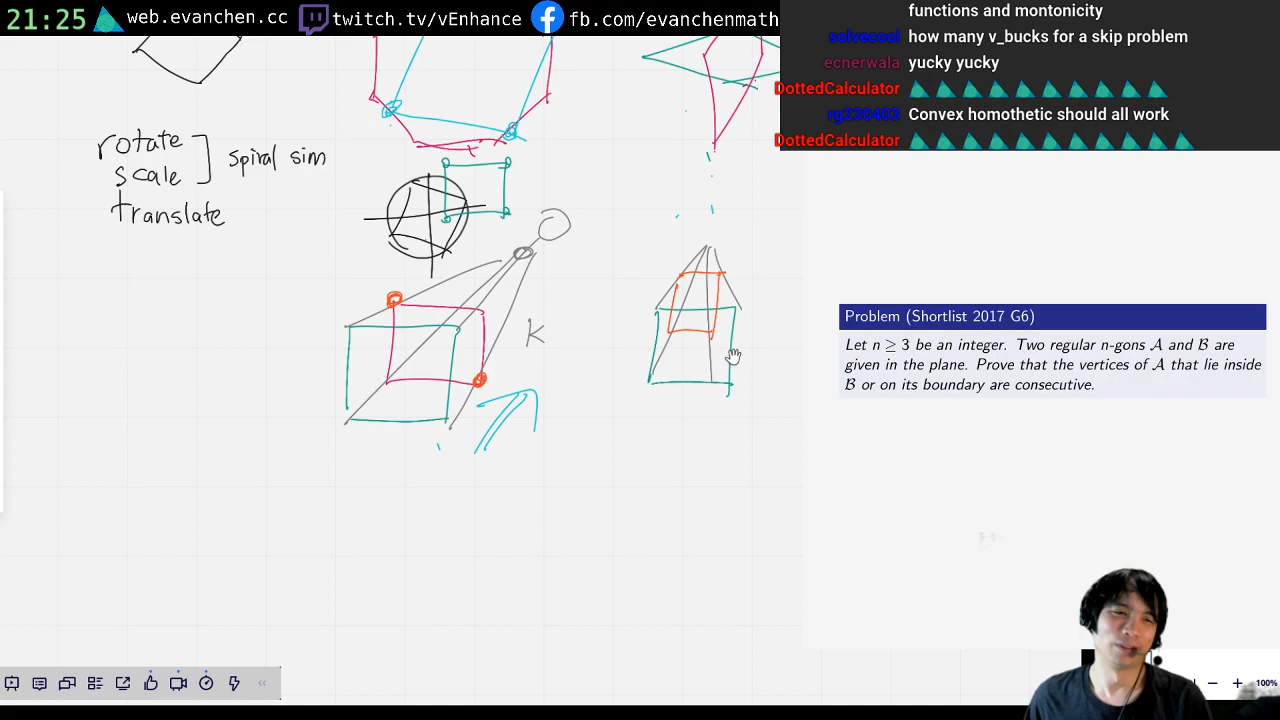 21:25 web.evanchen.cc twitch.tv/vEnhance fb.com/evanchenmath
functions and montonicity
solvecool how many v_bucks for a skip problem
ecnerwala yucky yucky
DottedCalculator
rg230403 Convex homothetic should all work
DottedCalculator
rotate
scale
spiral sim
translate
K
Problem (Shortlist 2017 G6)
Let n ≥ 3 be an integer. Two regular n-gons 𝒜 and ℬ are
given in the plane. Prove that the vertices of 𝒜 that lie inside
ℬ or on its boundary are consecutive.
100%